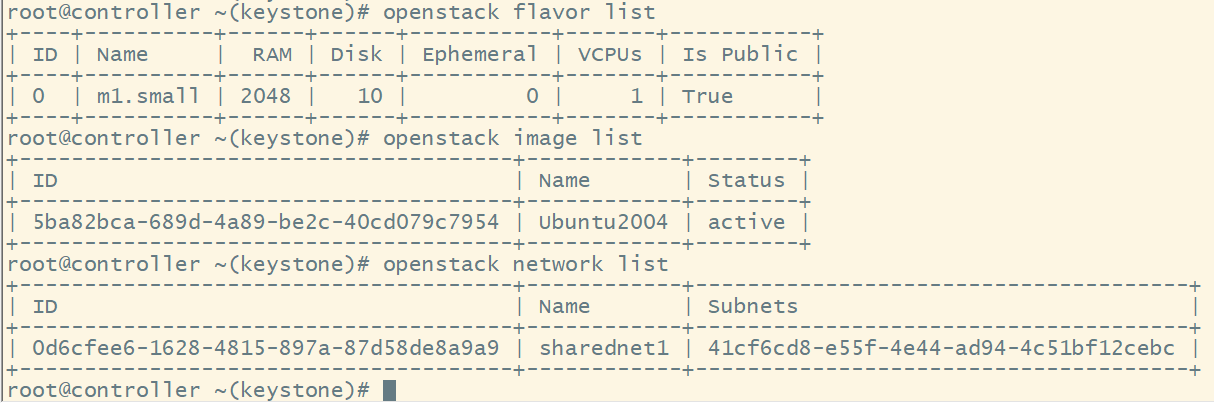 root@controller ~(keystone)# openstack flavor list
+----+----------+------+------+-----------+-------+-----------+
| ID | Name     |  RAM | Disk | Ephemeral | VCPUs | Is Public |
+----+----------+------+------+-----------+-------+-----------+
| 0  | m1.small | 2048 |   10 |         0 |     1 | True      |
+----+----------+------+------+-----------+-------+-----------+
root@controller ~(keystone)# openstack image list
+--------------------------------------+------------+--------+
| ID                                   | Name       | Status |
+--------------------------------------+------------+--------+
| 5ba82bca-689d-4a89-be2c-40cd079c7954 | Ubuntu2004 | active |
+--------------------------------------+------------+--------+
root@controller ~(keystone)# openstack network list
+--------------------------------------+------------+--------------------------------------+
| ID                                   | Name       | Subnets                              |
+--------------------------------------+------------+--------------------------------------+
| 0d6cfee6-1628-4815-897a-87d58de8a9a9 | sharednet1 | 41cf6cd8-e55f-4e44-ad94-4c51bf12cebc |
+--------------------------------------+------------+--------------------------------------+
root@controller ~(keystone)#